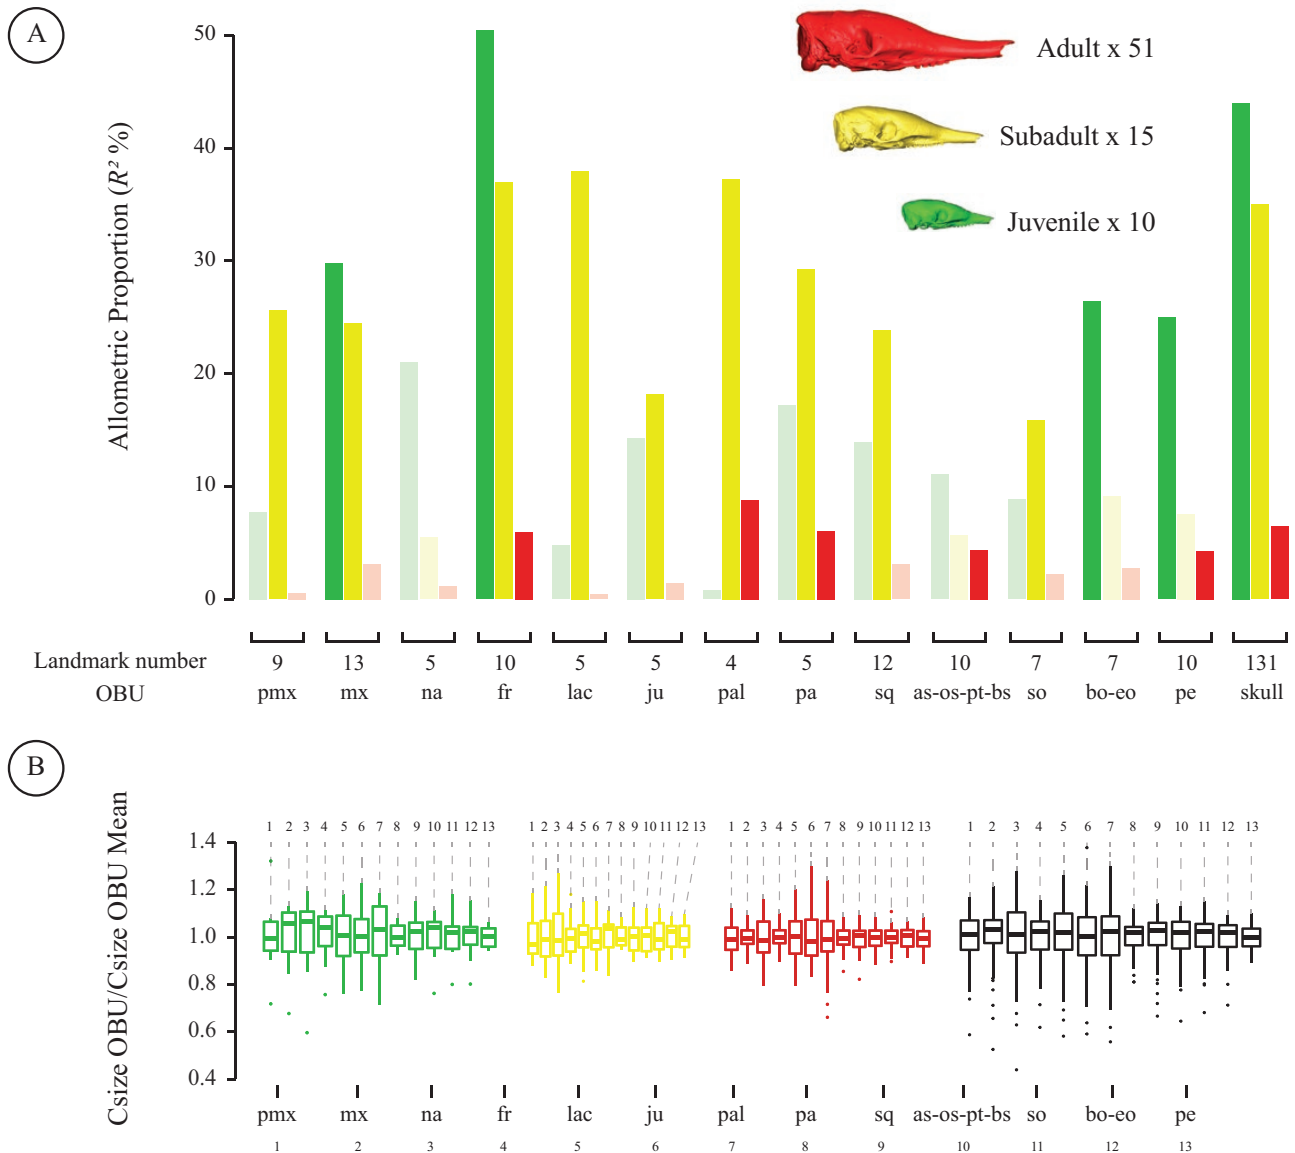 A
Allometric Proportion (R² %)
50
40
30
20
10
0
Adult x 51
Subadult x 15
Juvenile x 10
Landmark number 9 13 5 10 5 5 4 5 12 10 7 7 10 131
OBU pmx mx na fr lac ju pal pa sq as-os-pt-bs so bo-eo pe skull
B
Csize OBU/Csize OBU Mean
1.4
1.2
1.0
0.8
0.6
0.4
1 2 3 4 5 6 7 8 9 10 11 12 13 1 2 3 4 5 6 7 8 9 10 11 12 13 1 2 3 4 5 6 7 8 9 10 11 12 13 1 2 3 4 5 6 7 8 9 10 11 12 13
pmx mx na fr lac ju pal pa sq as-os-pt-bs so bo-eo pe
1 2 3 4 5 6 7 8 9 10 11 12 13